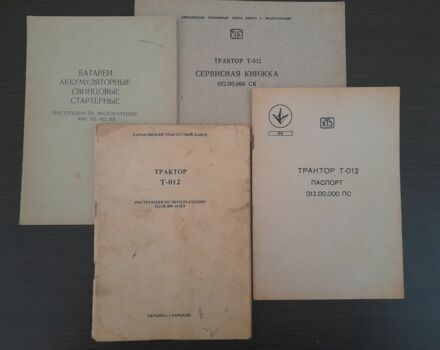 БАТАРЕИ
АККУМУЛЯТОРНЫЕ
СВИНЦОВЫЕ
СТАРТЕРНЫЕ
ИНСТРУКЦИЯ ПО ЭКСПЛУАТАЦИИ
ТРАКТОР Т-012
СЕРВИСНАЯ КНИЖКА
012.00.000 СК
ХАРЬКОВСКИЙ ТРАКТОРНЫЙ ЗАВОД
ТРАКТОР
Т-012
ИНСТРУКЦИЯ ПО ЭКСПЛУАТАЦИИ
УКРАИНА - ХАРЬКОВ
ХТЗ
ТРАКТОР Т-012
ПАСПОРТ
012.00.000 ПС